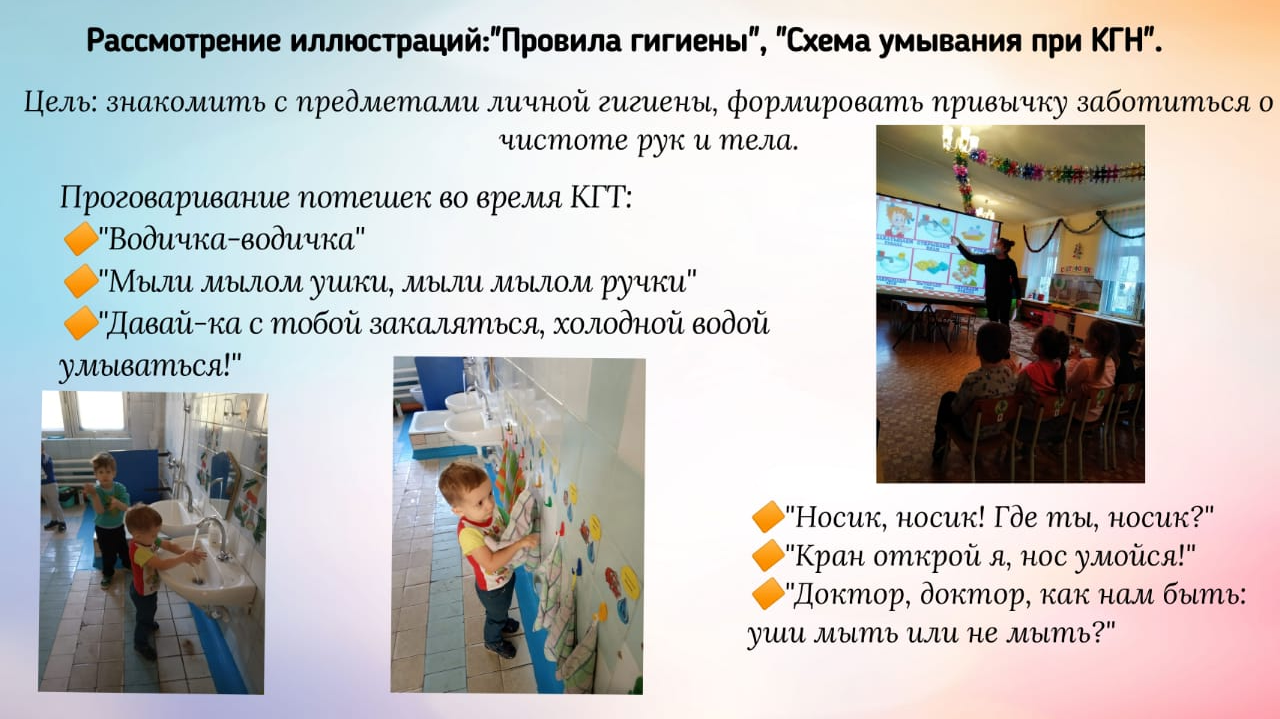 Рассмотрение иллюстраций:"Провила гигиены", "Схема умывания при КГН".
Цель: знакомить с предметами личной гигиены, формировать привычку заботиться о
чистоте рук и тела.
Проговаривание потешек во время КГТ:
🔶"Водичка-водичка"
🔶"Мыли мылом ушки, мыли мылом ручки"
🔶"Давай-ка с тобой закаляться, холодной водой
умываться!"
🔶"Носик, носик! Где ты, носик?"
🔶"Кран открой я, нос умойся!"
🔶"Доктор, доктор, как нам быть:
уши мыть или не мыть?"